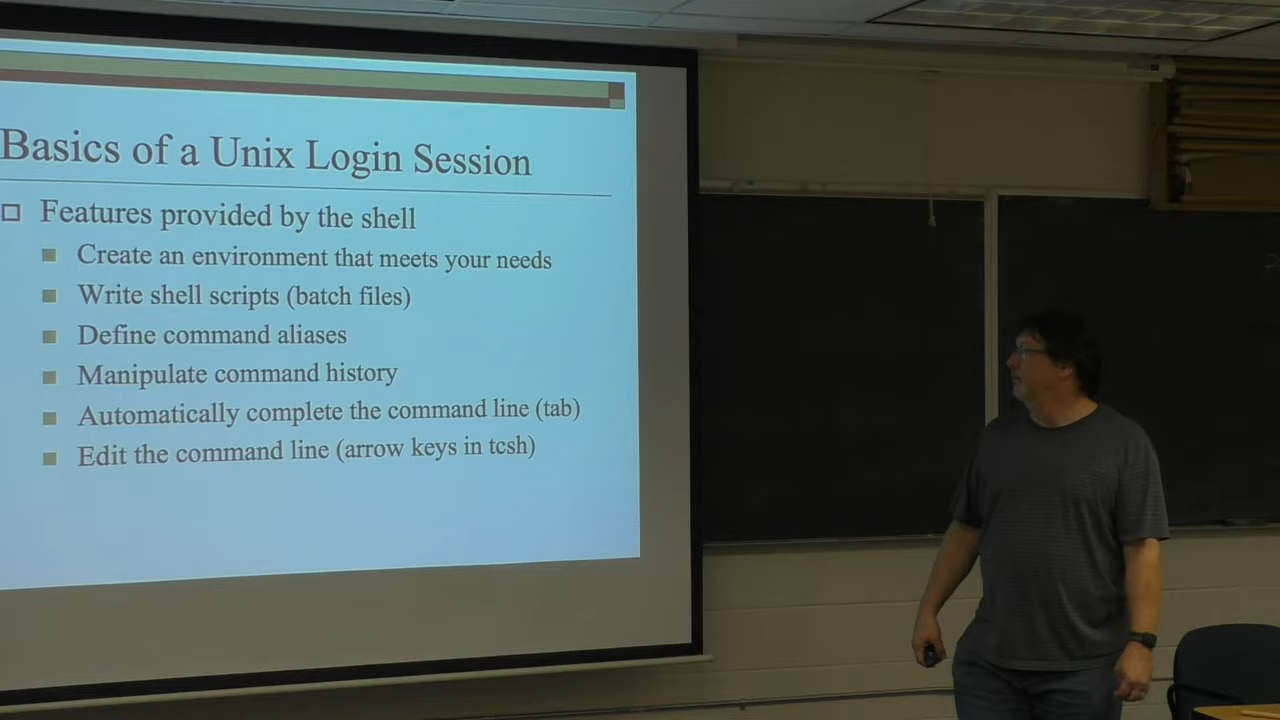 Basics of a Unix Login Session
Features provided by the shell
Create an environment that meets your needs
Write shell scripts (batch files)
Define command aliases
Manipulate command history
Automatically complete the command line (tab)
Edit the command line (arrow keys in tcsh)